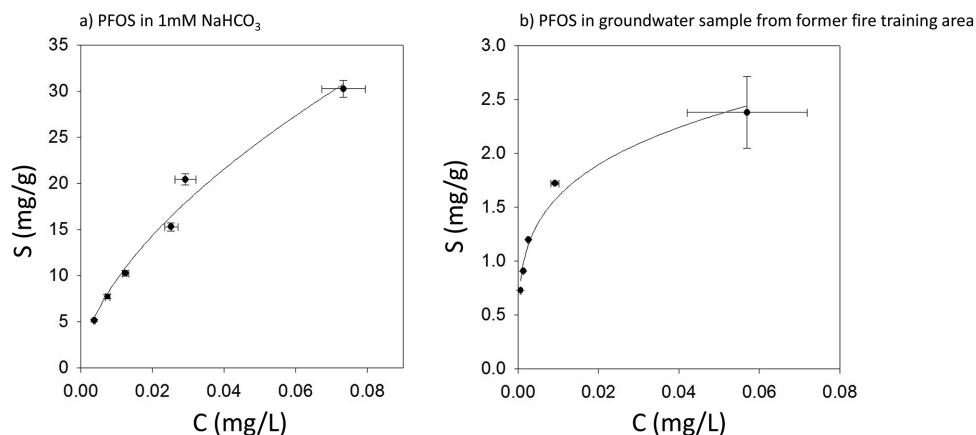 a) PFOS in 1mM NaHCO₃
35
30
25
20
15
10
5
0
S (mg/g)
0.00 0.02 0.04 0.06 0.08
C (mg/L)
b) PFOS in groundwater sample from former fire training area
3.0
2.5
2.0
1.5
1.0
0.5
0.0
S (mg/g)
0.00 0.02 0.04 0.06 0.08
C (mg/L)